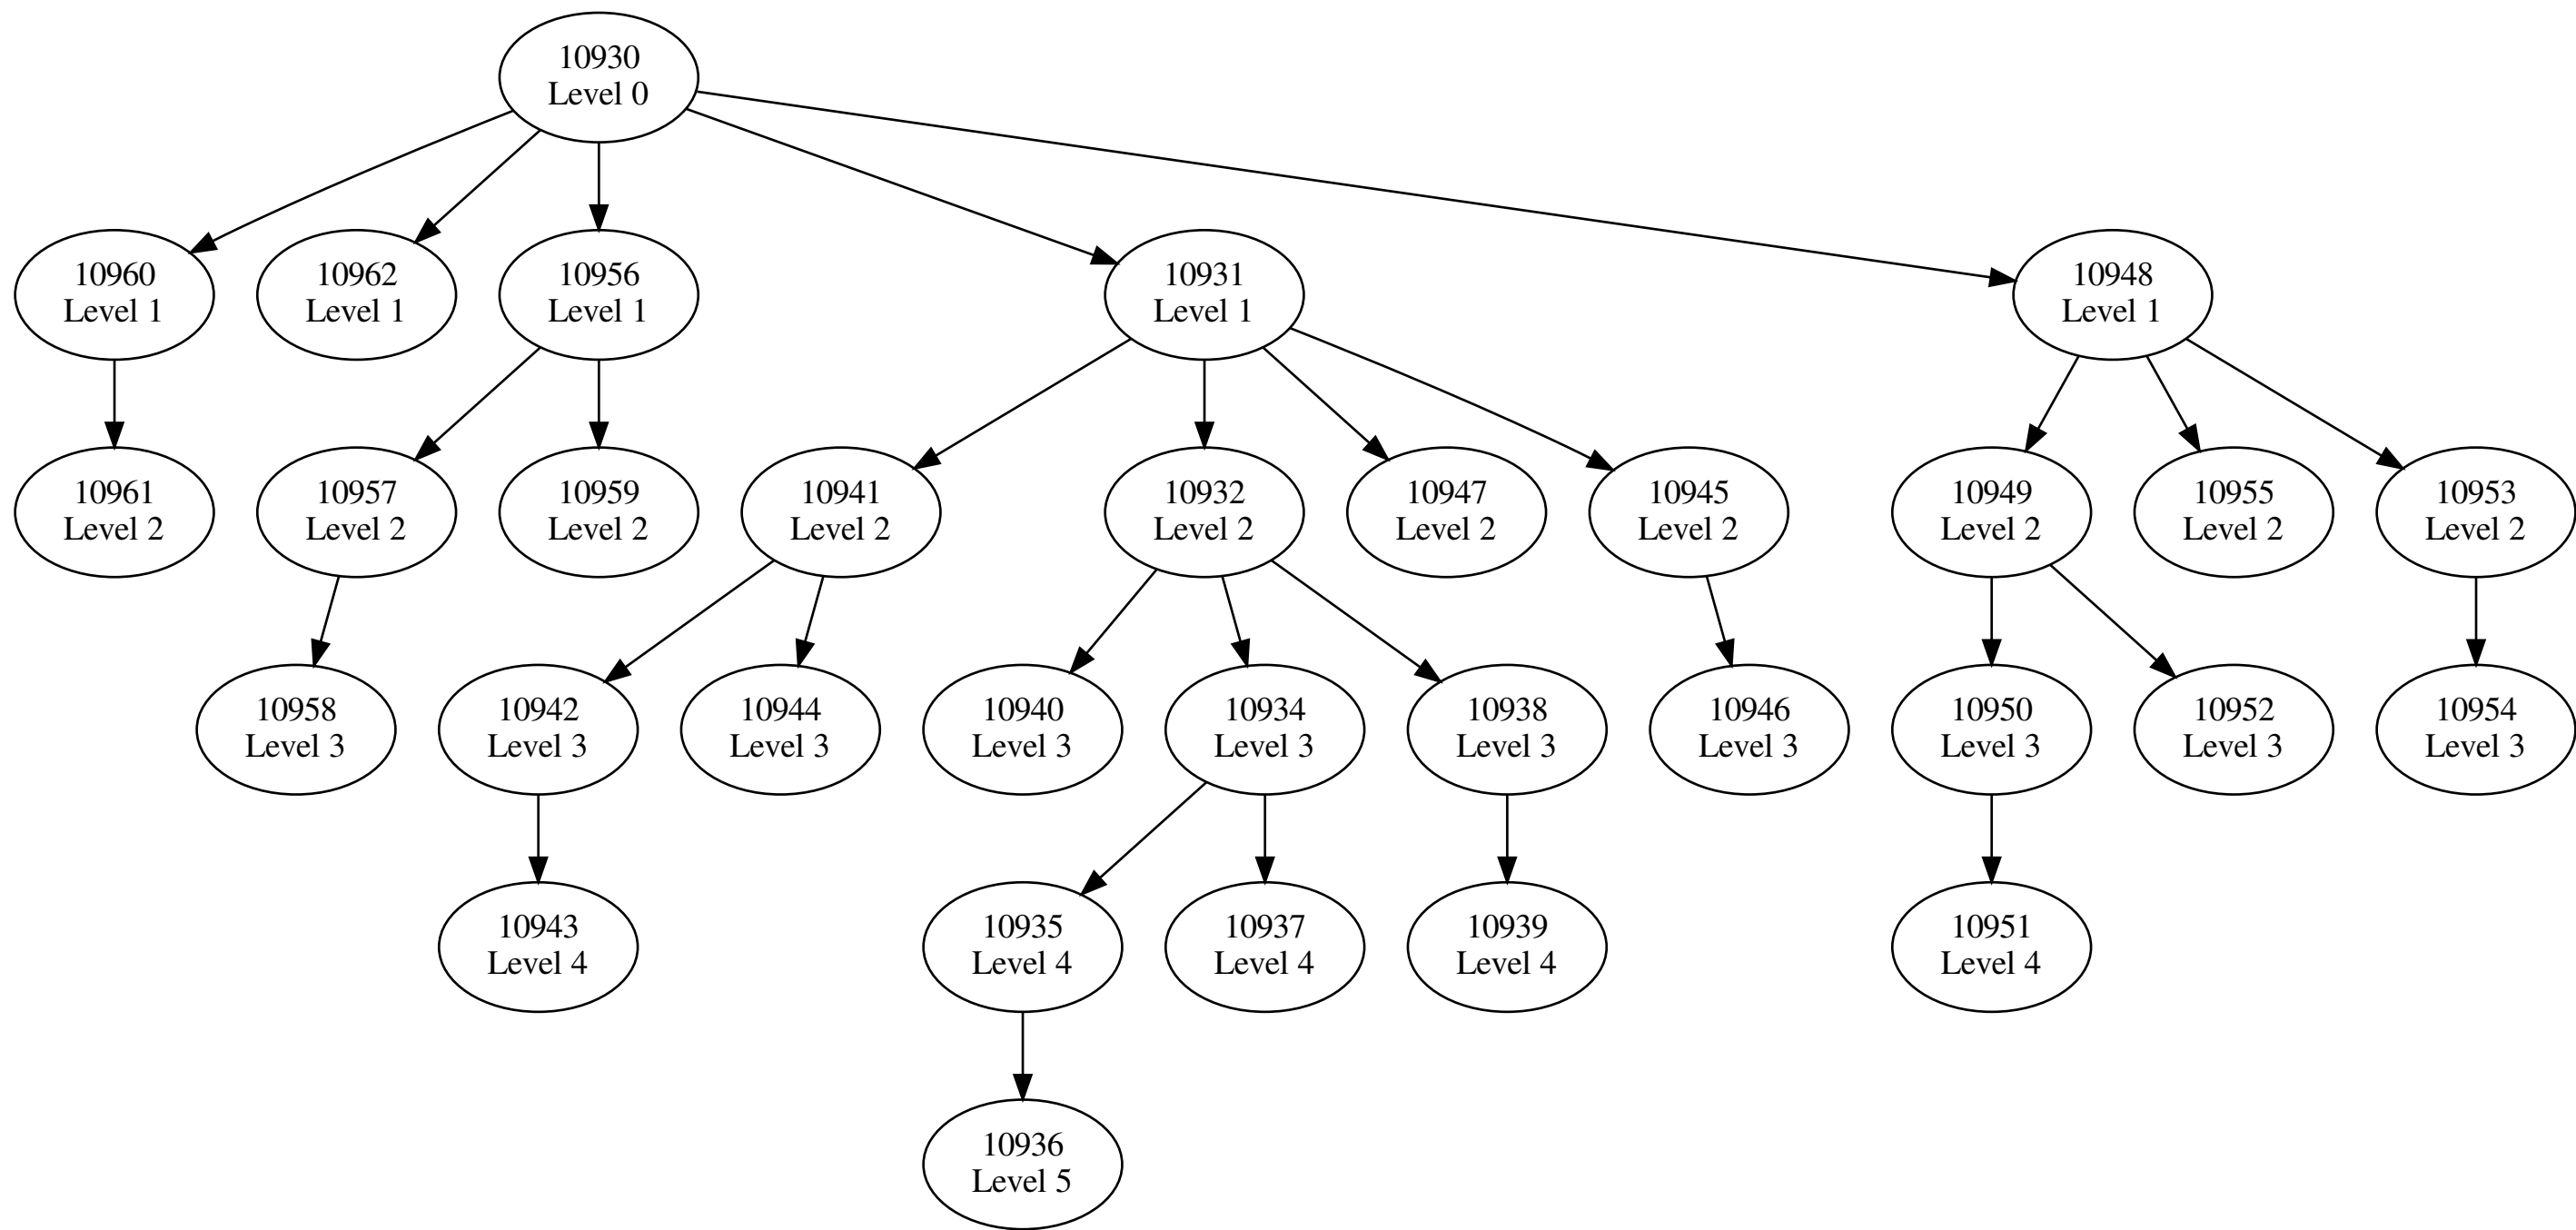 10930
Level 0
10960
Level 1
10962
Level 1
10956
Level 1
10931
Level 1
10948
Level 1
10961
Level 2
10957
Level 2
10959
Level 2
10941
Level 2
10932
Level 2
10947
Level 2
10945
Level 2
10949
Level 2
10955
Level 2
10953
Level 2
10958
Level 3
10942
Level 3
10944
Level 3
10940
Level 3
10934
Level 3
10938
Level 3
10946
Level 3
10950
Level 3
10952
Level 3
10954
Level 3
10943
Level 4
10935
Level 4
10937
Level 4
10939
Level 4
10951
Level 4
10936
Level 5